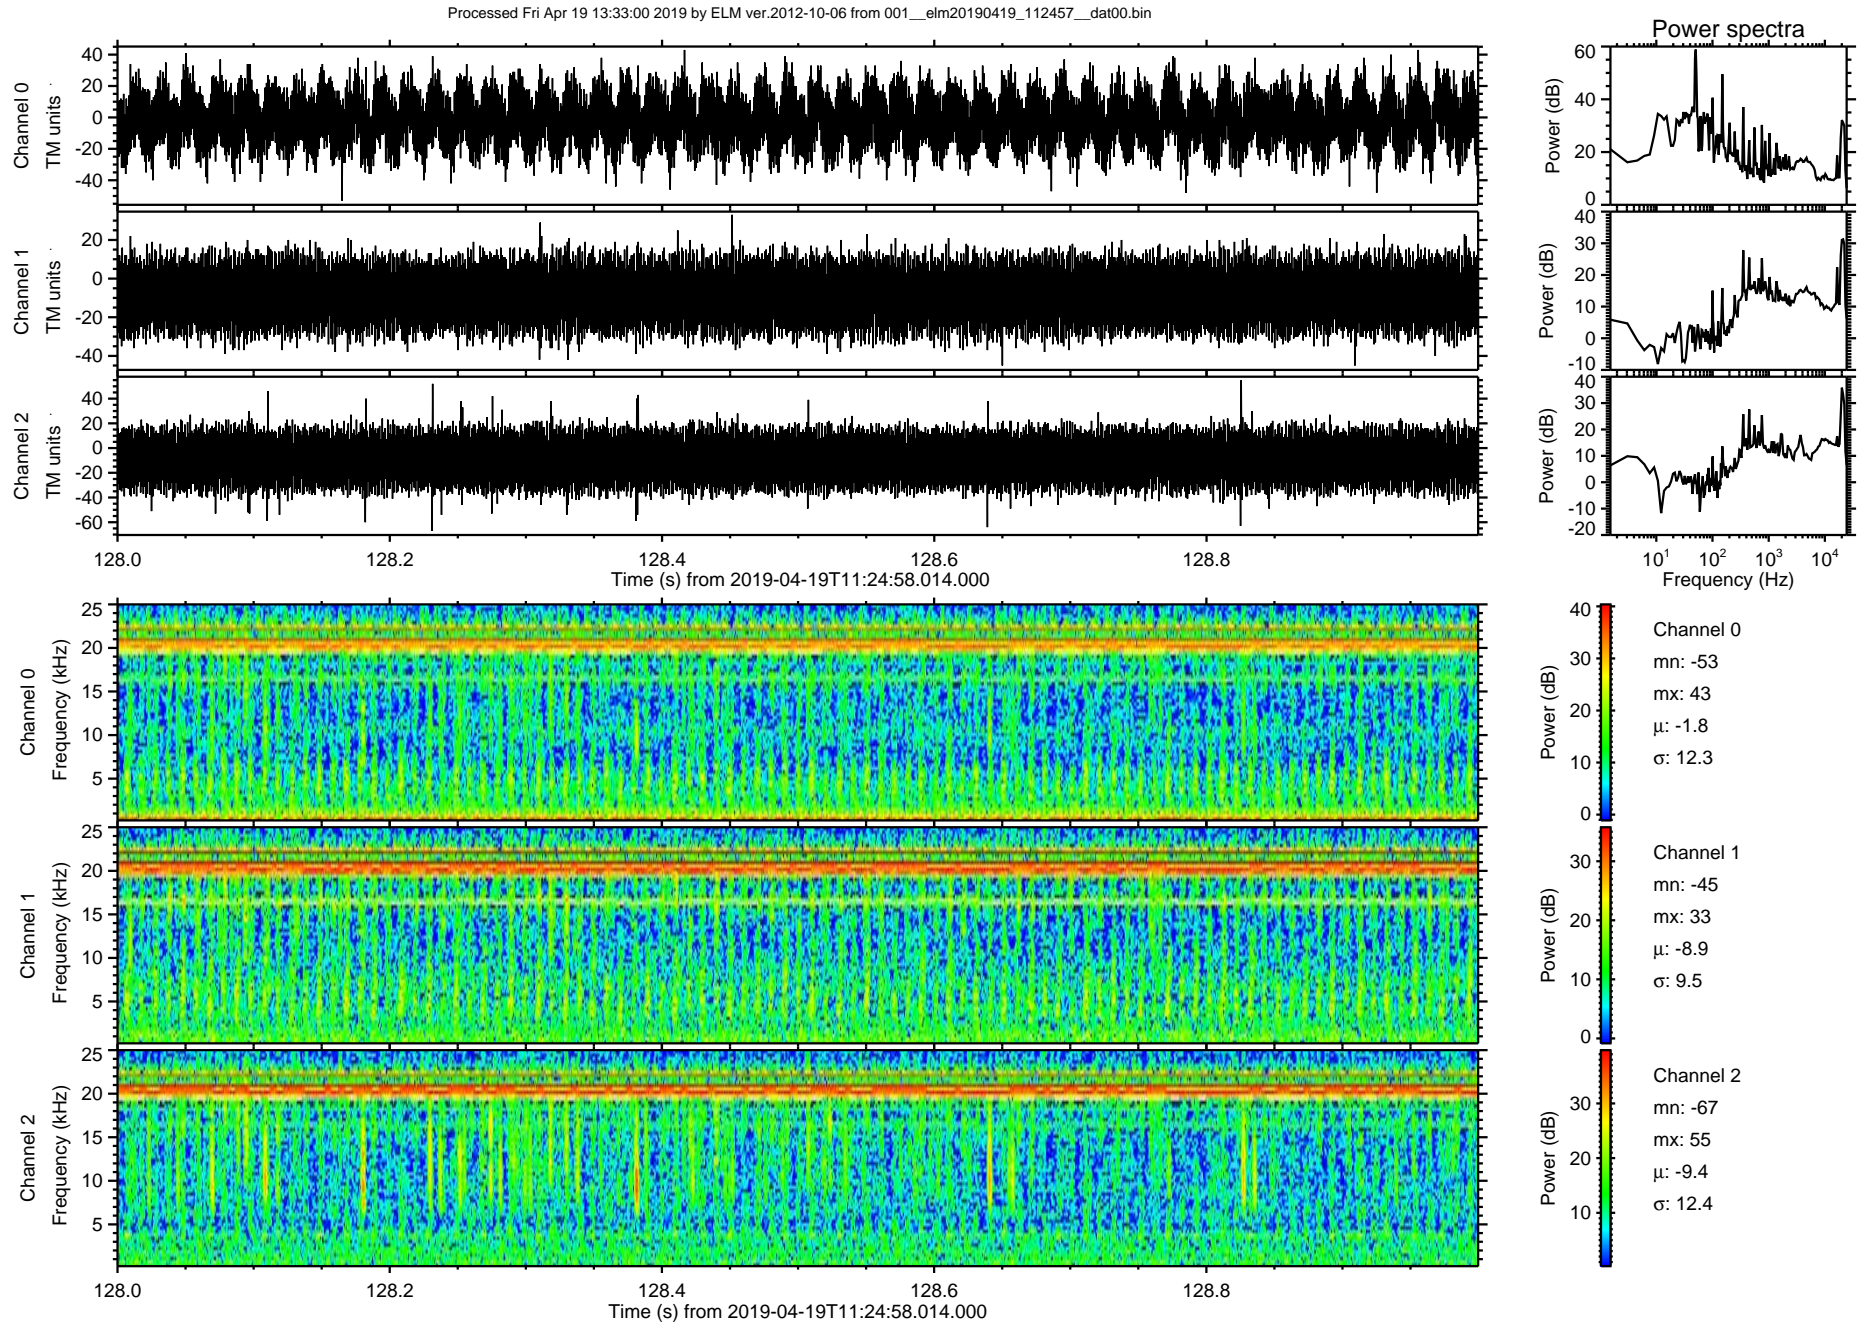 Processed Fri Apr 19 13:33:00 2019 by ELM ver.2012-10-06 from 001__elm20190419_112457__dat00.bin
Power spectra
Channel 0
TM units
40
20
0
-20
-40
Power (dB)
60
40
20
0
Channel 1
TM units
20
0
-20
-40
Power (dB)
40
30
20
10
0
-10
Channel 2
TM units
40
20
0
-20
-40
-60
Power (dB)
40
30
20
10
0
-10
-20
128.0 128.2 128.4 128.6 128.8
Time (s) from 2019-04-19T11:24:58.014.000
10¹ 10² 10³ 10⁴
Frequency (Hz)
Channel 0
Frequency (kHz)
25
20
15
10
5
Power (dB)
40
30
20
10
0
Channel 0
mn: -53
mx: 43
μ: -1.8
σ: 12.3
Channel 1
Frequency (kHz)
25
20
15
10
5
Power (dB)
30
20
10
0
Channel 1
mn: -45
mx: 33
μ: -8.9
σ: 9.5
Channel 2
Frequency (kHz)
25
20
15
10
5
Power (dB)
30
20
10
Channel 2
mn: -67
mx: 55
μ: -9.4
σ: 12.4
128.0 128.2 128.4 128.6 128.8
Time (s) from 2019-04-19T11:24:58.014.000